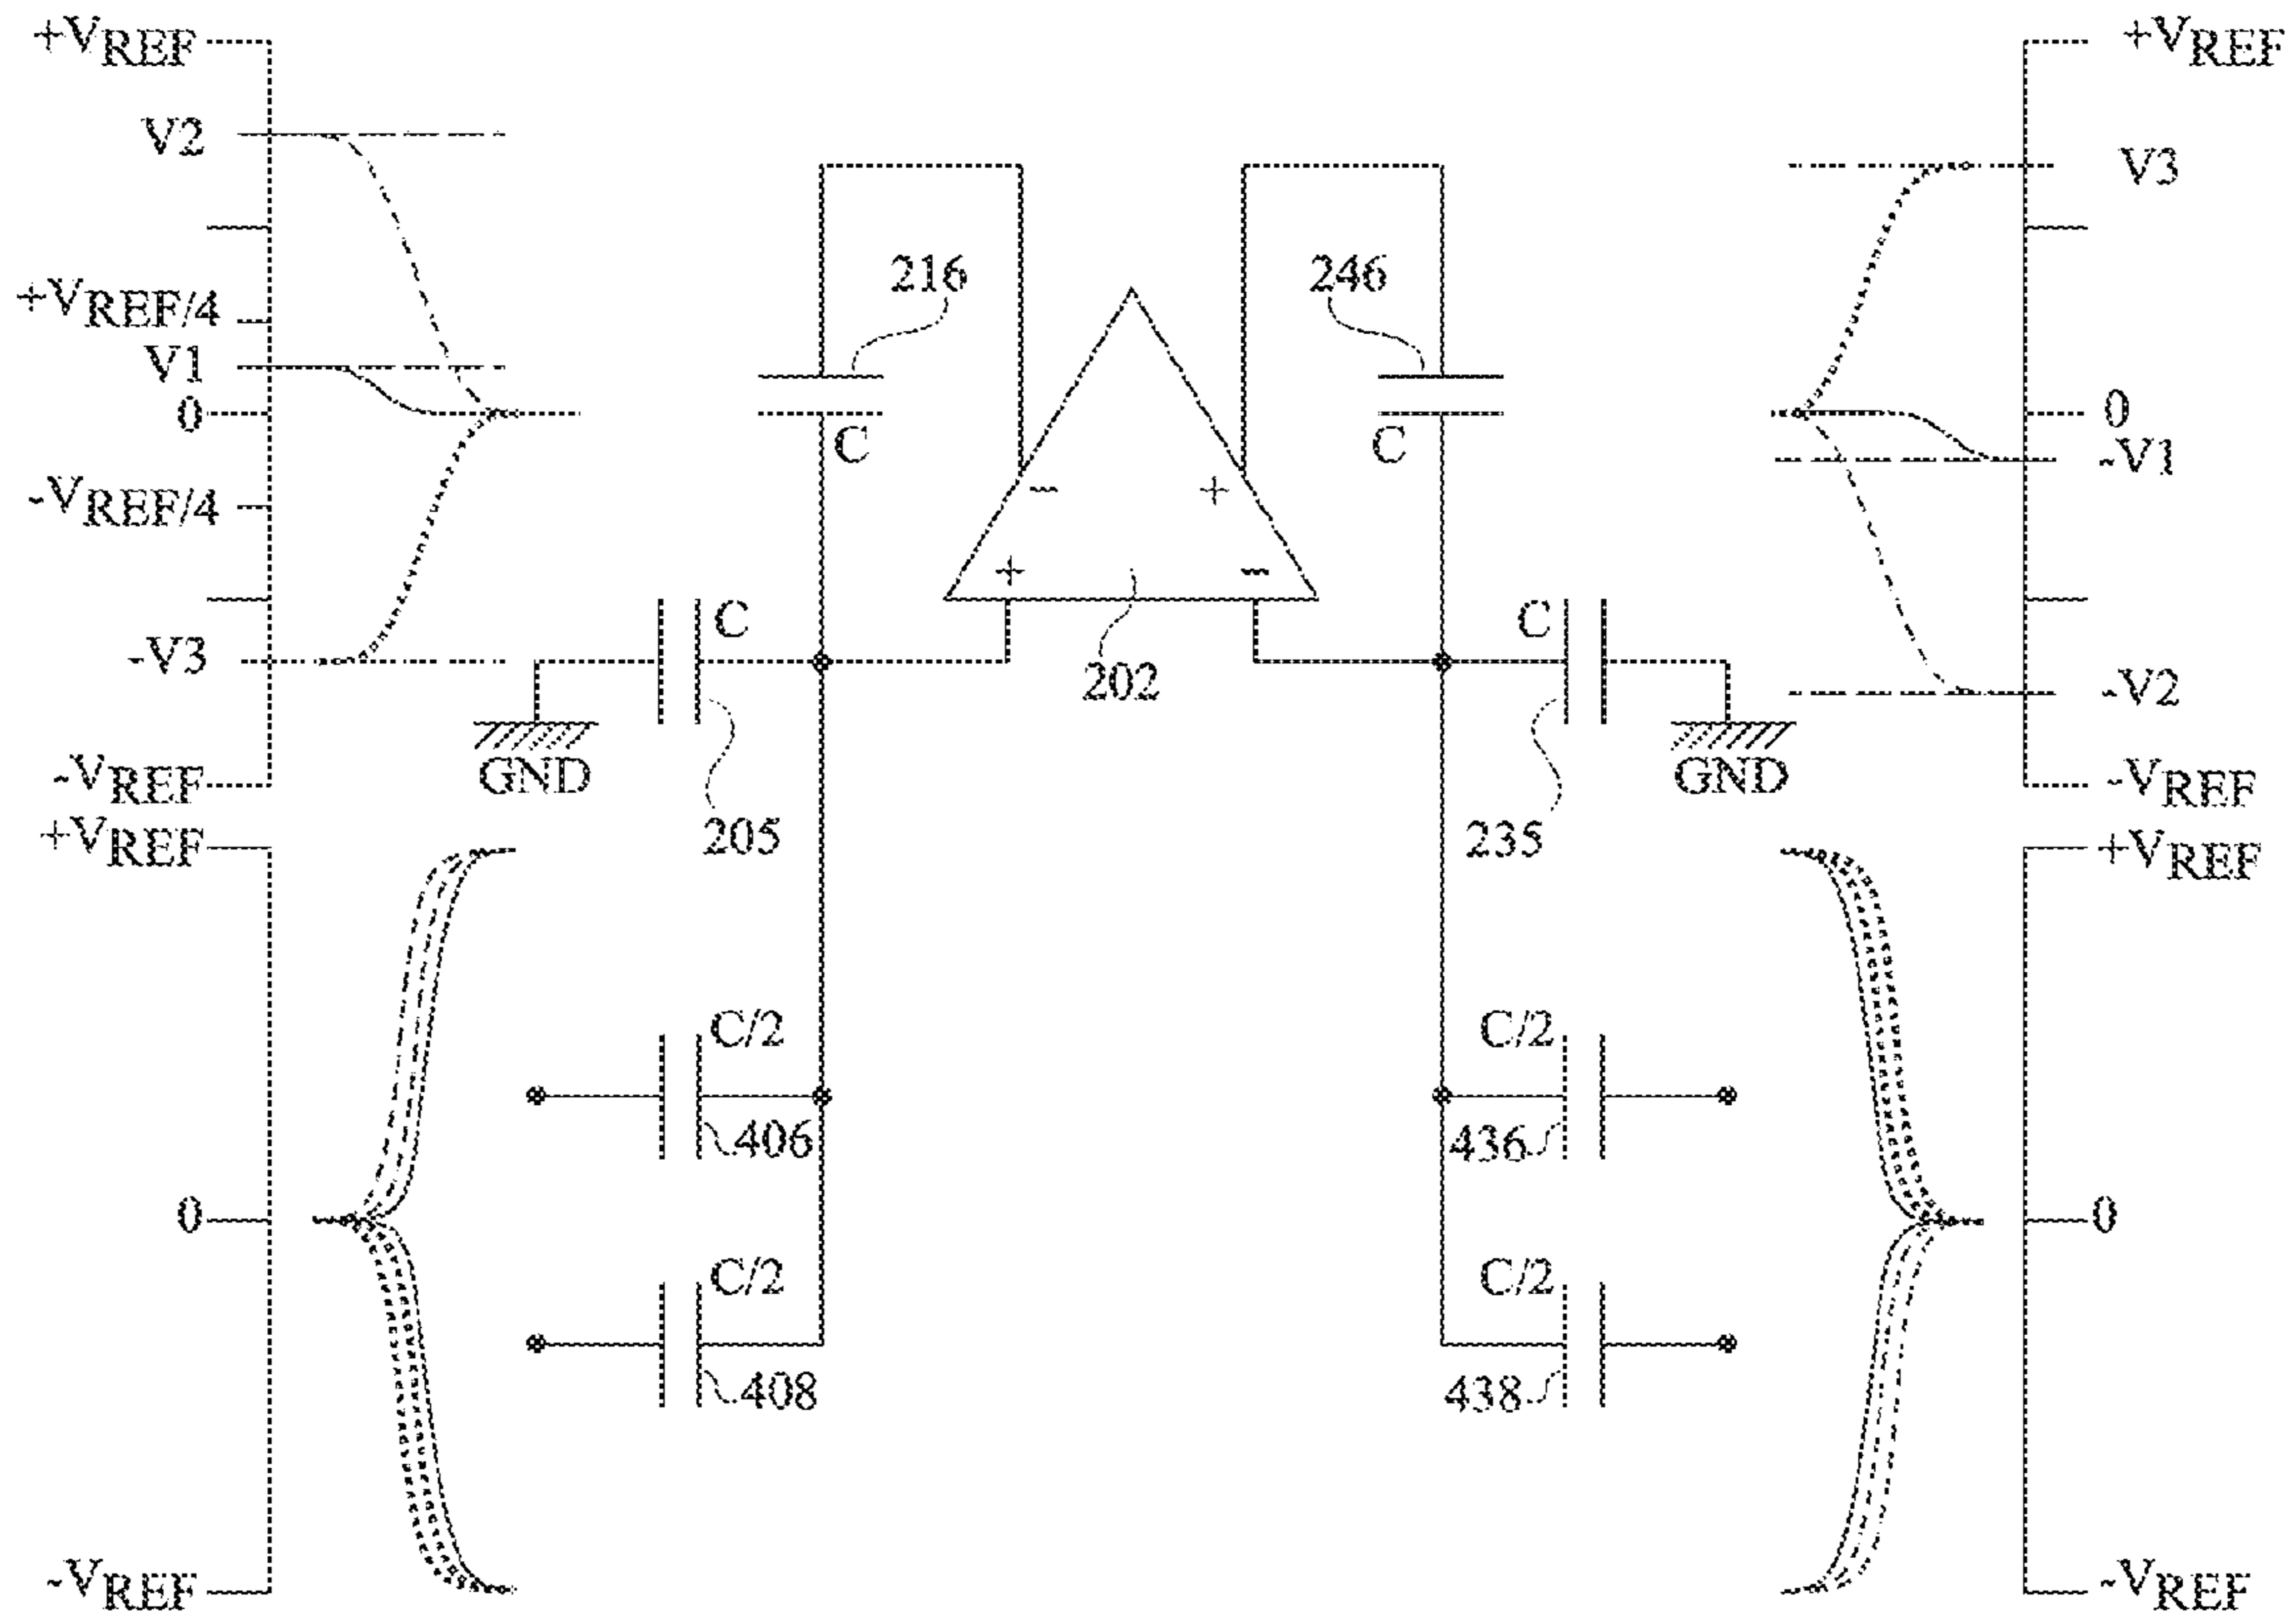 +VREF
V2
+VREF/4
V1
0
-VREF/4
-V3
-VREF
+VREF
0
-VREF
216
246
C
C
-
+
+
-
202
C
C
GND
GND
205
235
C/2
406
C/2
408
C/2
436
C/2
438
+VREF
V3
0
-V1
-V2
-VREF
+VREF
0
-VREF